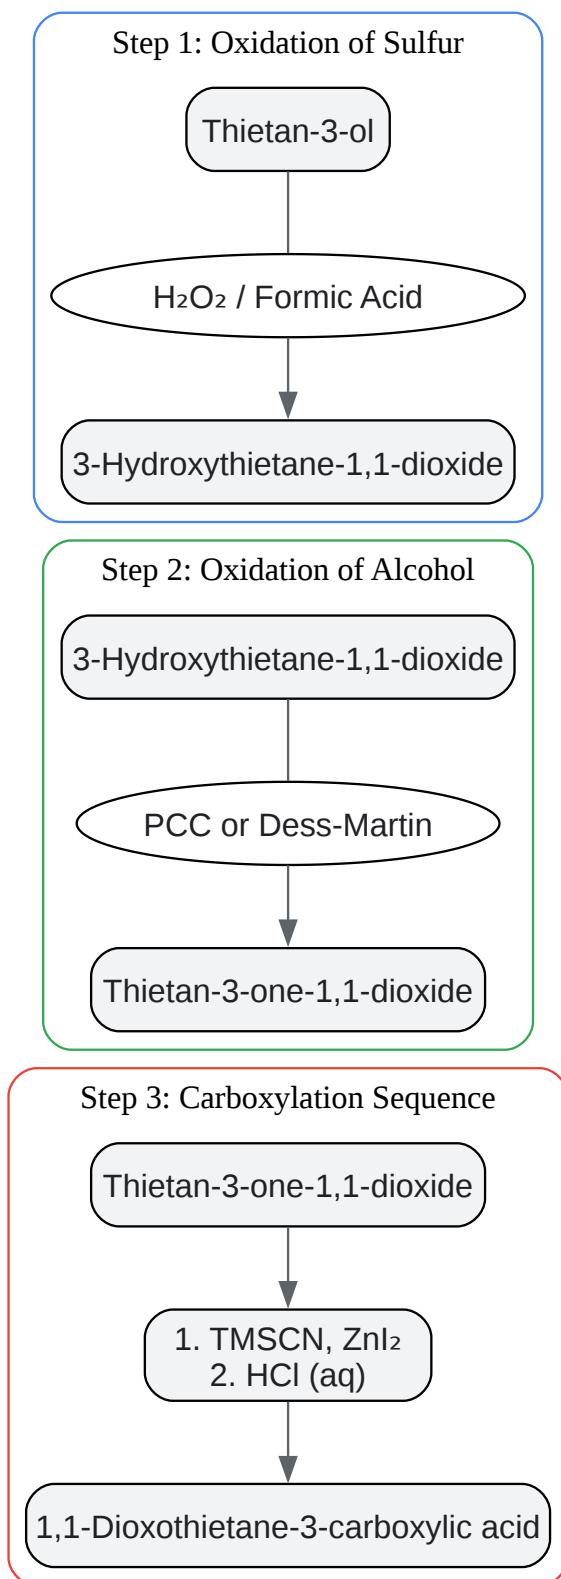 Step 1: Oxidation of Sulfur
Thietan-3-ol
H₂O₂ / Formic Acid
3-Hydroxythietane-1,1-dioxide
Step 2: Oxidation of Alcohol
3-Hydroxythietane-1,1-dioxide
PCC or Dess-Martin
Thietan-3-one-1,1-dioxide
Step 3: Carboxylation Sequence
Thietan-3-one-1,1-dioxide
1. TMSCN, ZnI₂
2. HCl (aq)
1,1-Dioxothietane-3-carboxylic acid